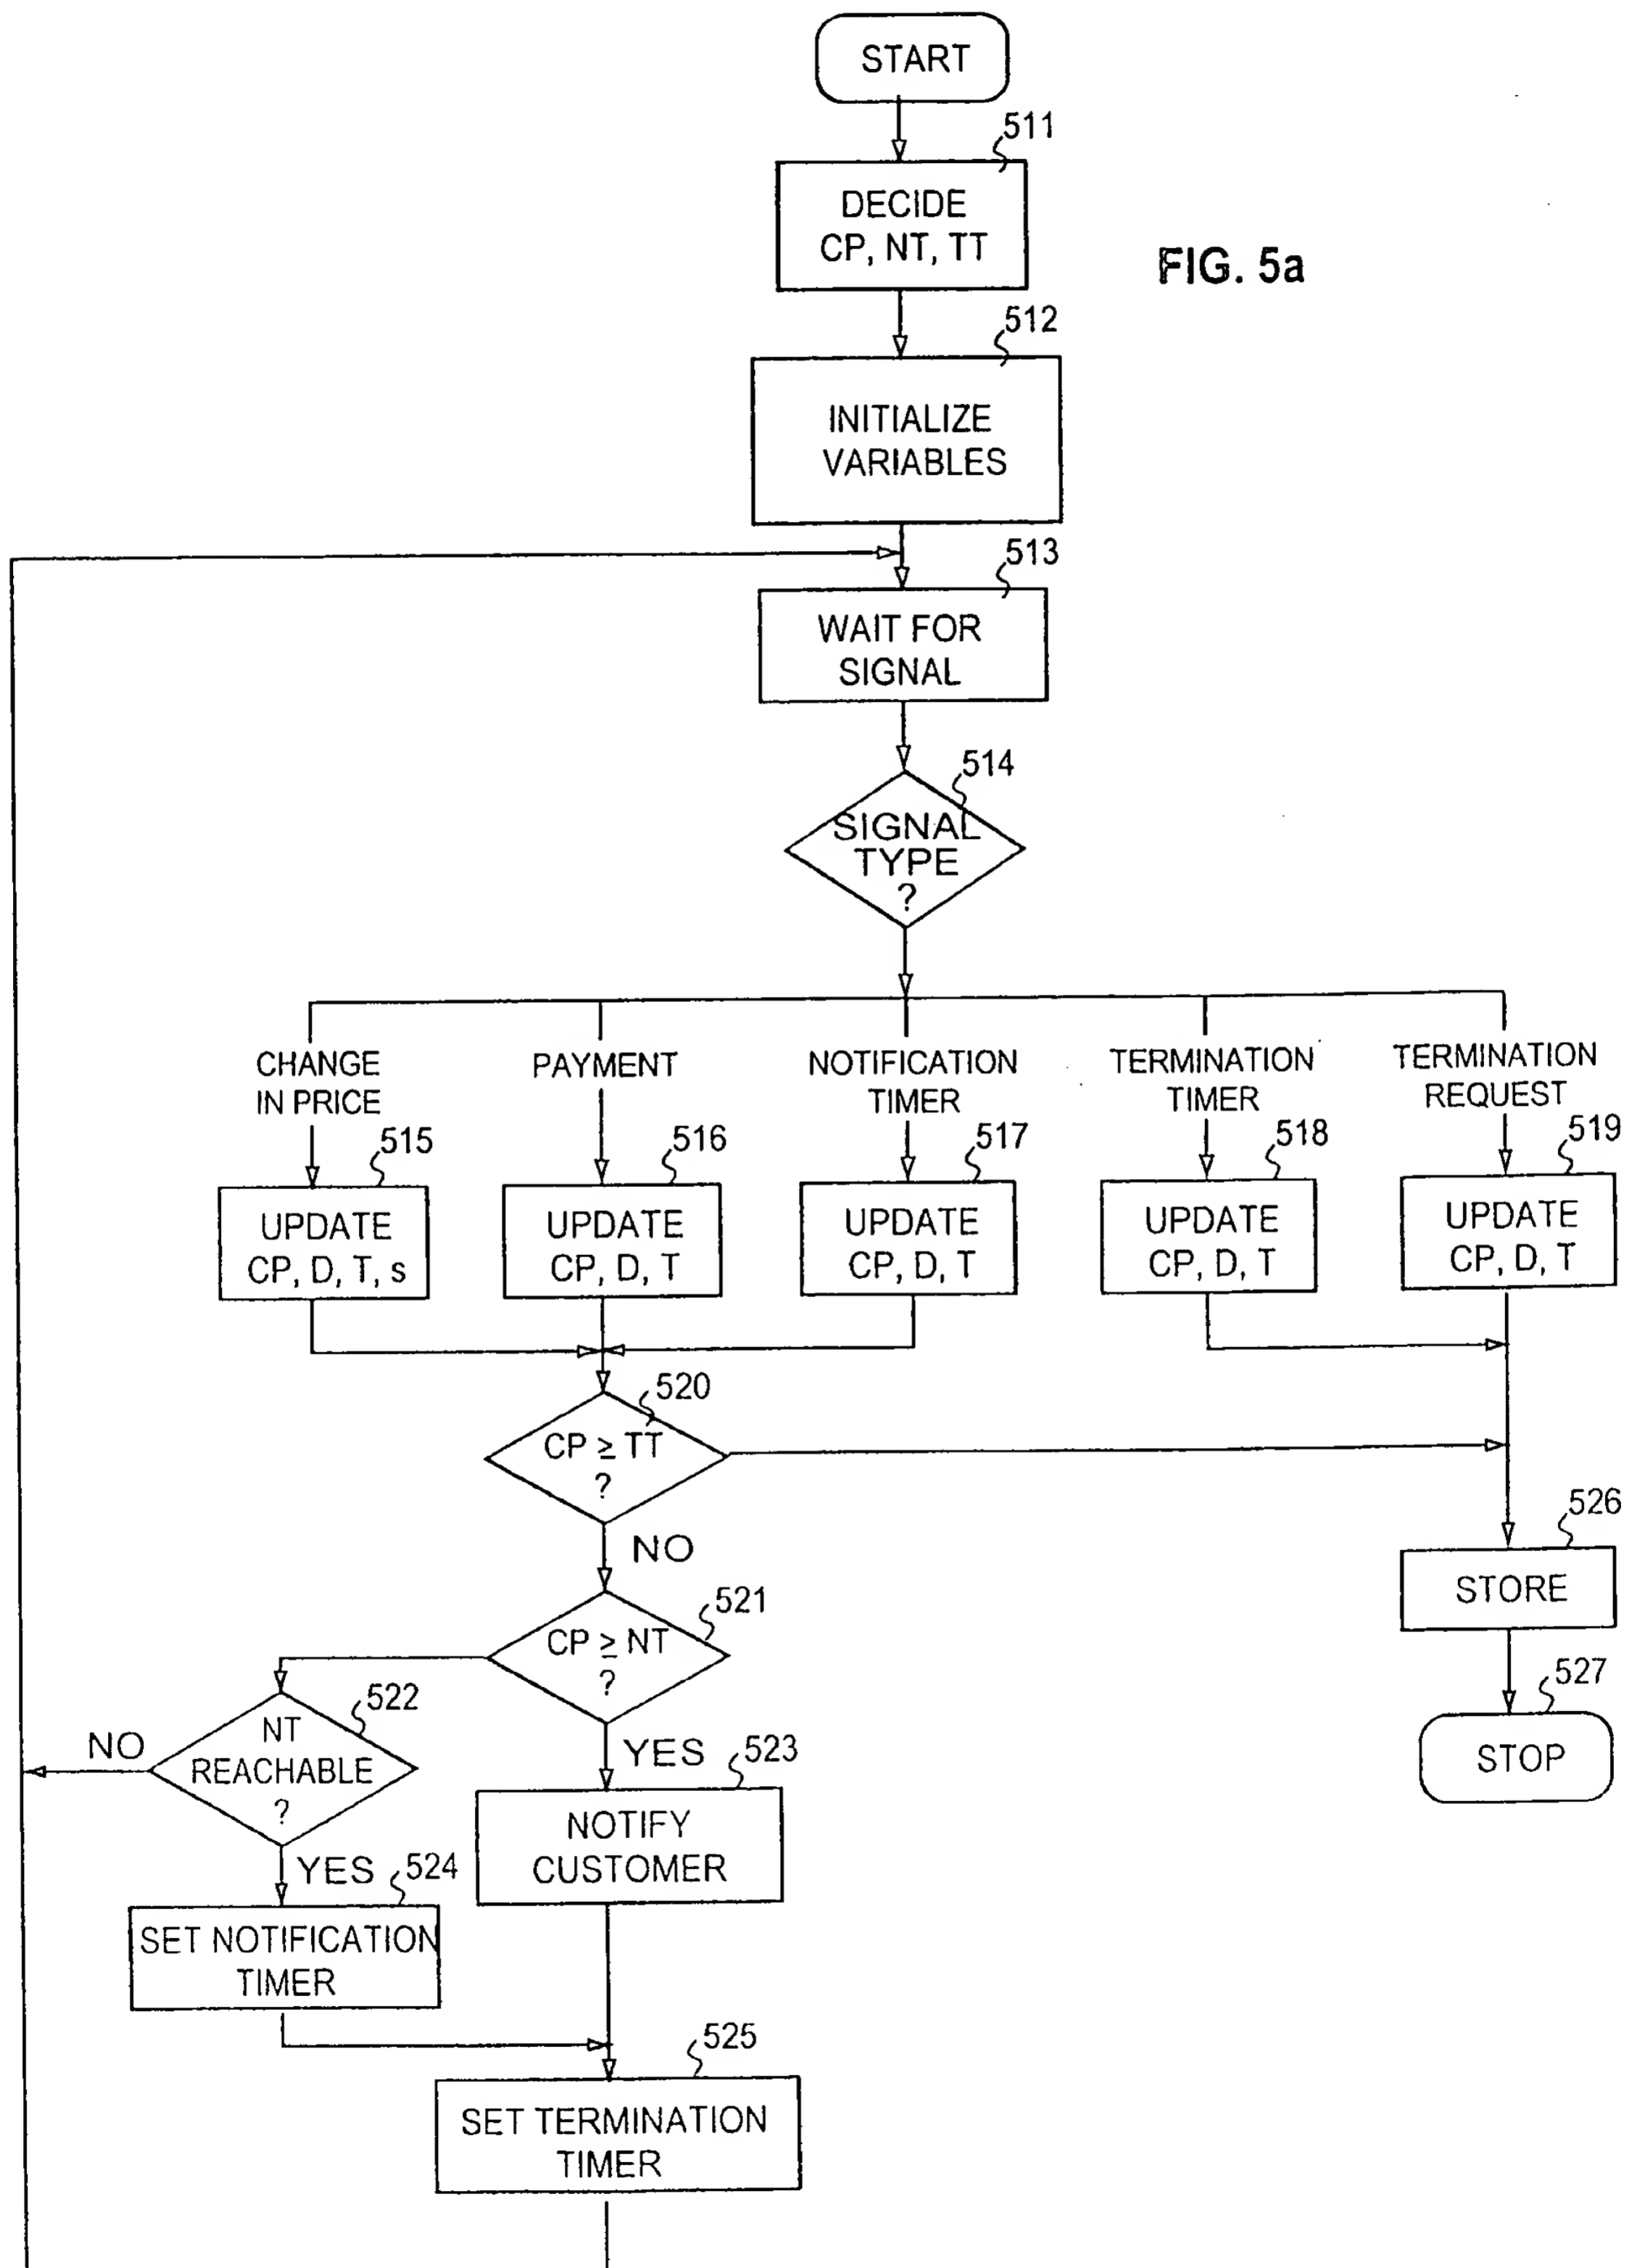 START
511
DECIDE
CP, NT, TT
FIG. 5a
512
INITIALIZE
VARIABLES
513
WAIT FOR
SIGNAL
514
SIGNAL
TYPE
?
CHANGE
IN PRICE
PAYMENT
NOTIFICATION
TIMER
TERMINATION
TIMER
TERMINATION
REQUEST
515
516
517
518
519
UPDATE
CP, D, T, s
UPDATE
CP, D, T
UPDATE
CP, D, T
UPDATE
CP, D, T
UPDATE
CP, D, T
520
CP ≥ TT
?
NO
526
STORE
521
CP ≥ NT
?
527
STOP
522
NT
REACHABLE
?
NO
YES
523
NOTIFY
CUSTOMER
YES
524
SET NOTIFICATION
TIMER
525
SET TERMINATION
TIMER